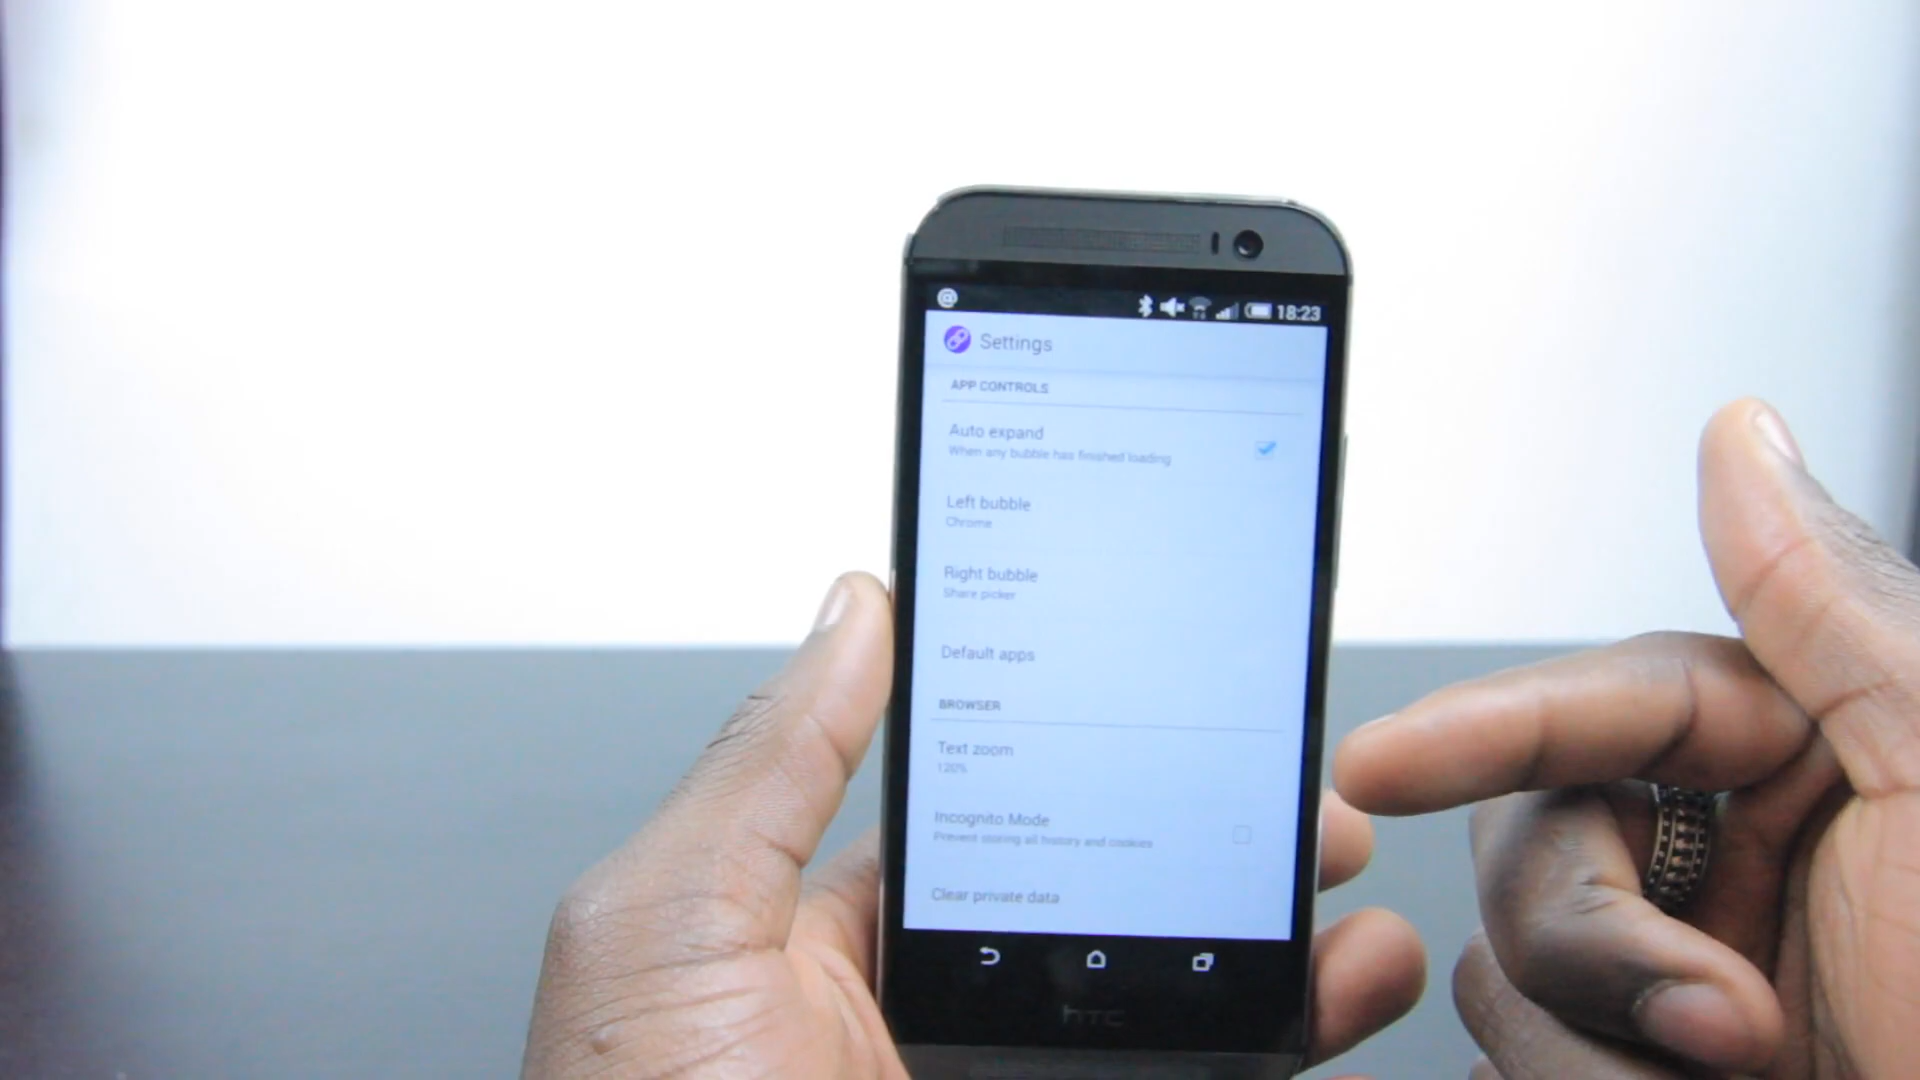 @ 18:23
Settings
APP CONTROLS
Auto expand
When any bubble has finished loading
Left bubble
Chrome
Right bubble
Share picker
Default apps
BROWSER
Text zoom
120%
Incognito Mode
Prevent storing all history and cookies
Clear private data
hTC